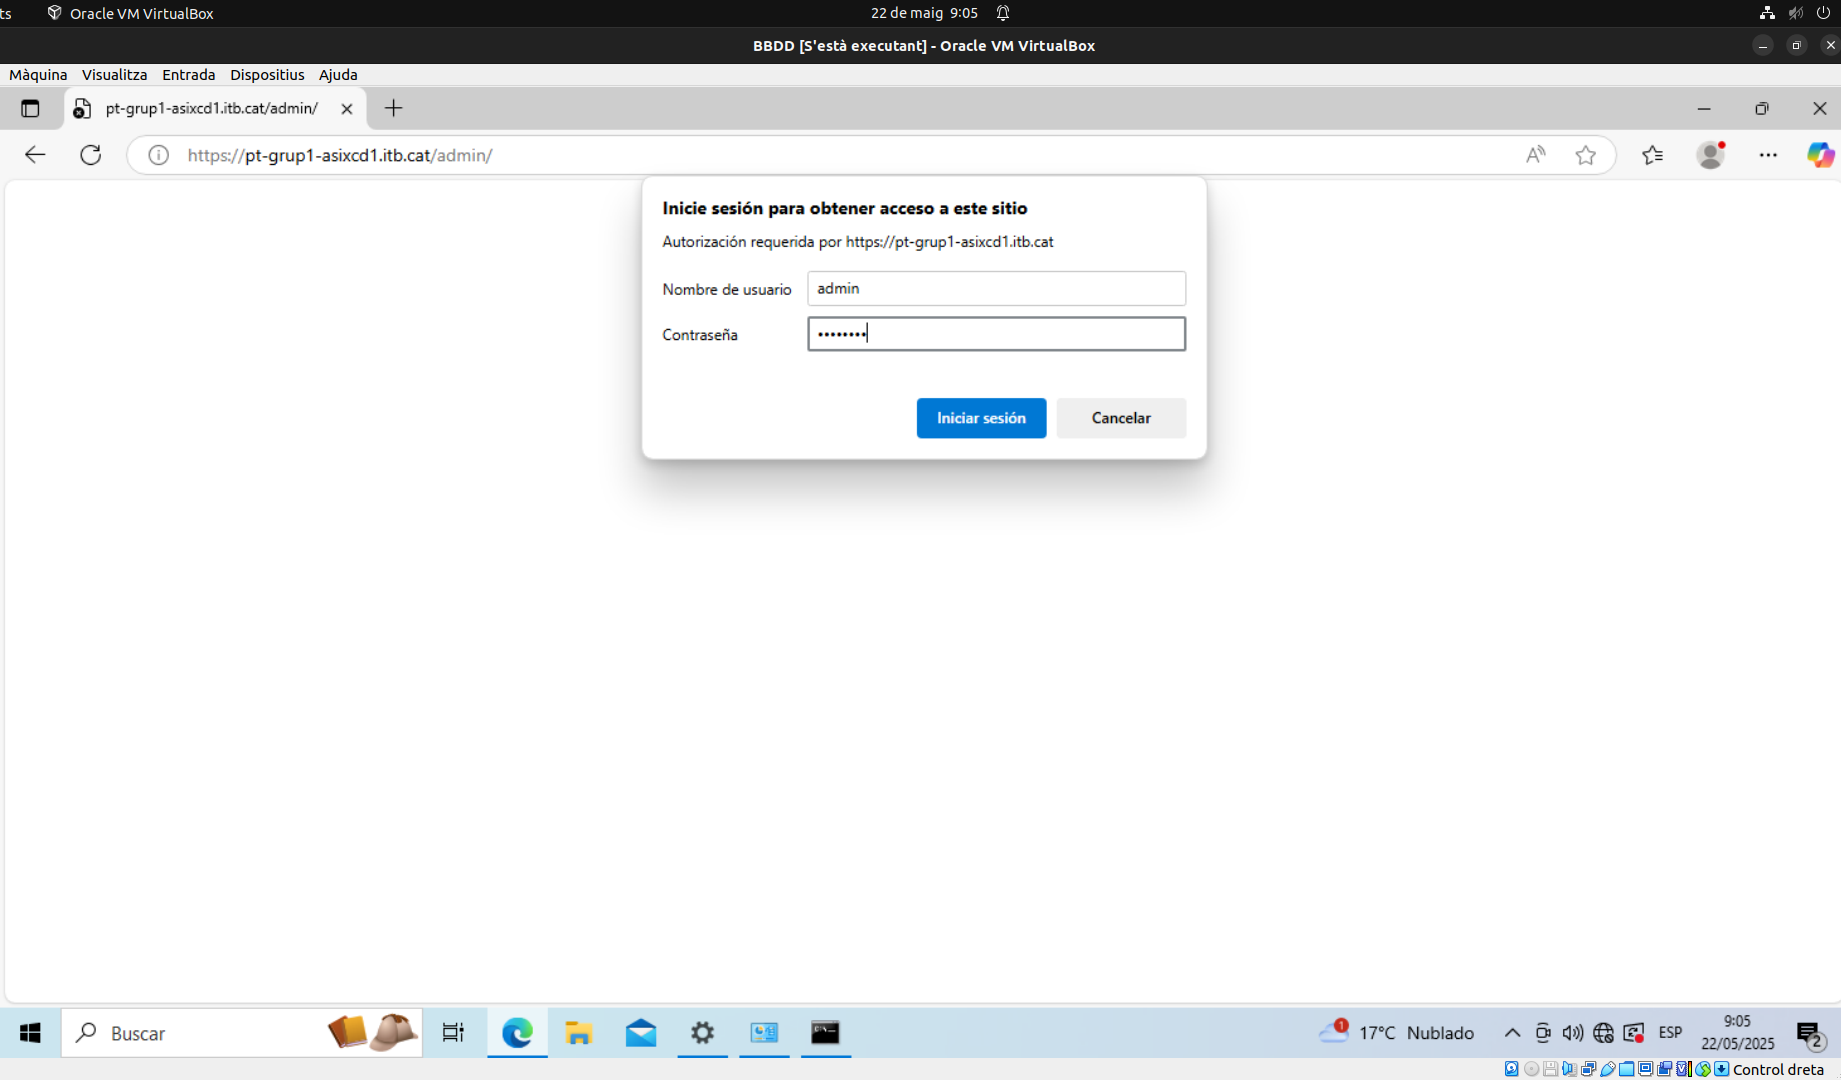 ts Oracle VM VirtualBox 22 de maig 9:05
BBDD [S'està executant] - Oracle VM VirtualBox
Màquina Visualitza Entrada Dispositius Ajuda
pt-grup1-asixcd1.itb.cat/admin/
https://pt-grup1-asixcd1.itb.cat/admin/
Inicie sesión para obtener acceso a este sitio
Autorización requerida por https://pt-grup1-asixcd1.itb.cat
Nombre de usuario admin
Contraseña ••••••••
Iniciar sesión Cancelar
Buscar 1 17°C Nublado ESP 9:05
22/05/2025 2
Control dreta